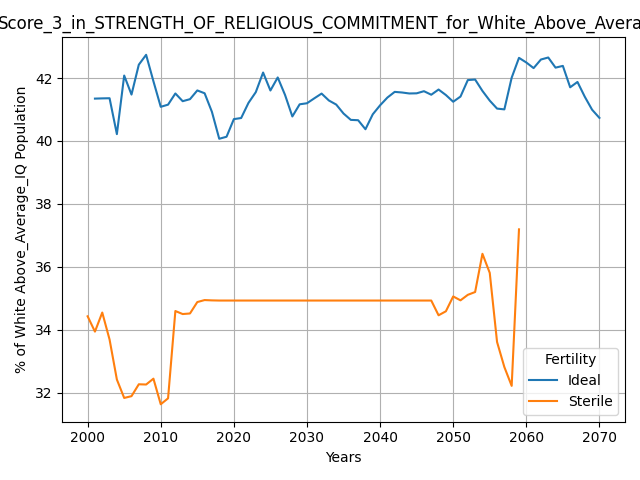 Score_3_in_STRENGTH_OF_RELIGIOUS_COMMITMENT_for_White_Above_Avera
% of White Above_Average_IQ Population
42
40
38
36
34
32
Fertility
Ideal
Sterile
2000 2010 2020 2030 2040 2050 2060 2070
Years